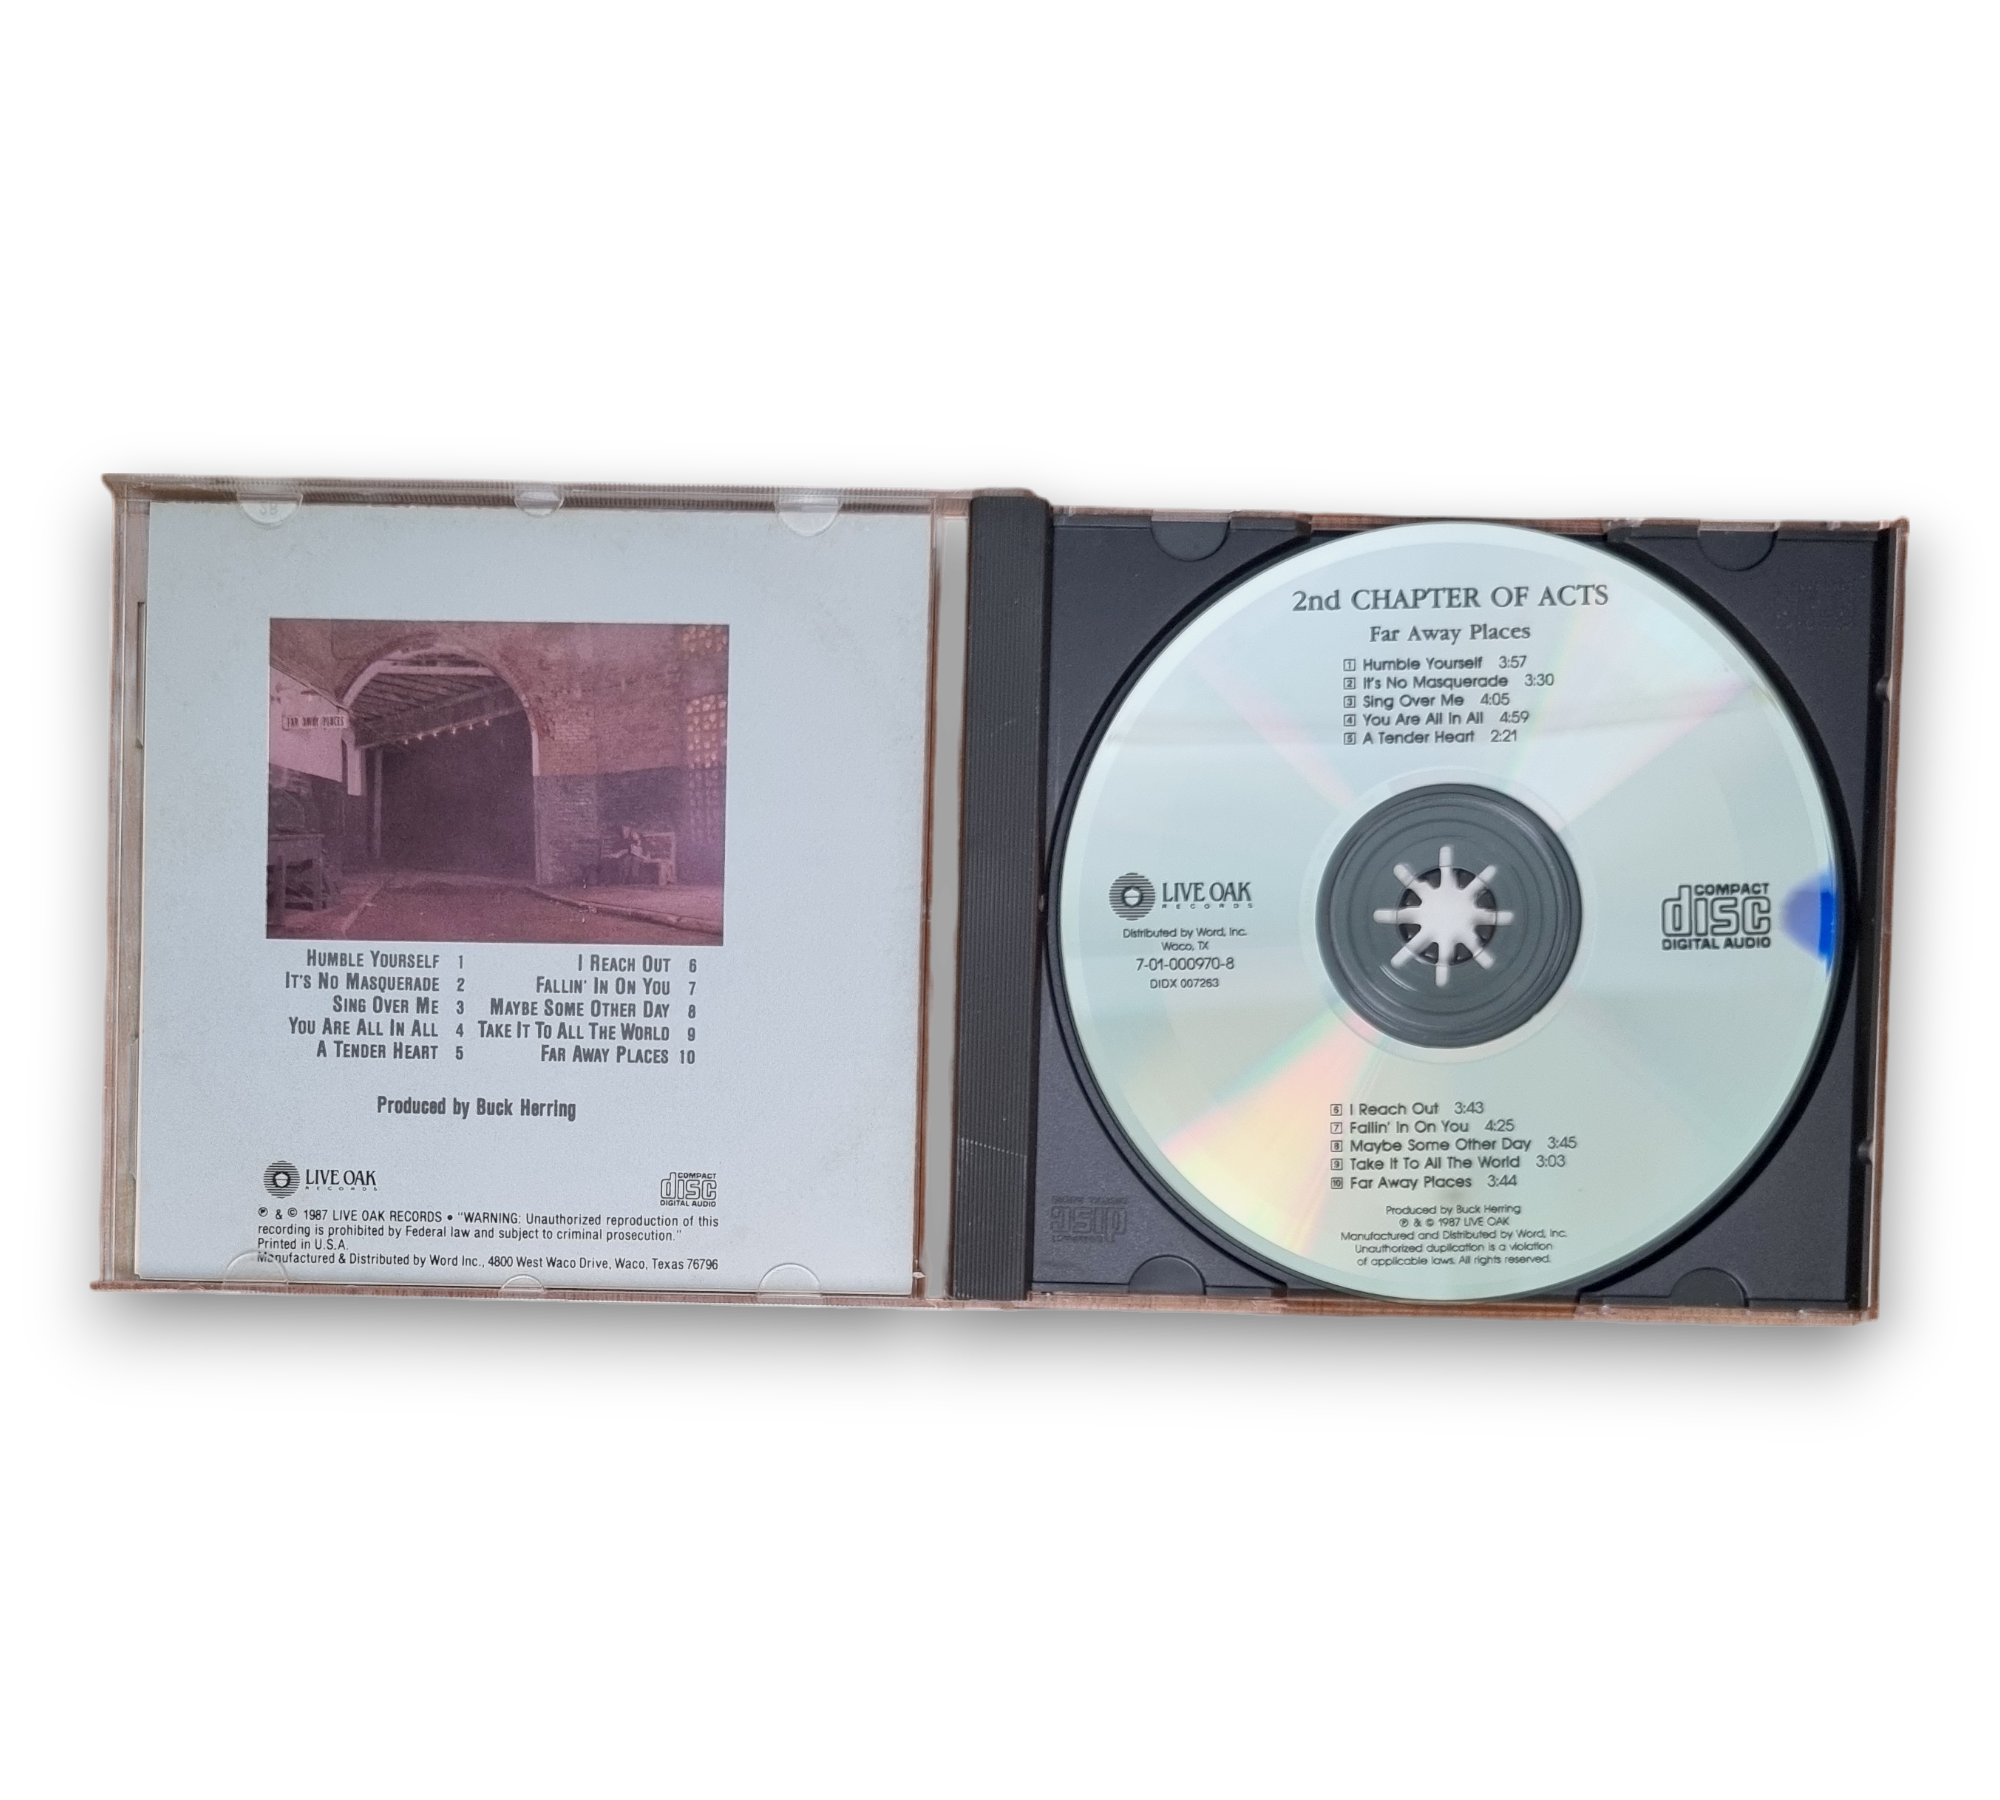 FAR AWAY PLACES
HUMBLE YOURSELF 1
IT'S NO MASQUERADE 2
SING OVER ME 3
YOU ARE ALL IN ALL 4
A TENDER HEART 5
I REACH OUT 6
FALLIN' IN ON YOU 7
MAYBE SOME OTHER DAY 8
TAKE IT TO ALL THE WORLD 9
FAR AWAY PLACES 10
Produced by Buck Herring
LIVE OAK
RECORDS
COMPACT
disc
DIGITAL AUDIO
℗ & © 1987 LIVE OAK RECORDS • "WARNING: Unauthorized reproduction of this
recording is prohibited by Federal law and subject to criminal prosecution."
Printed in U.S.A.
Manufactured & Distributed by Word Inc., 4800 West Waco Drive, Waco, Texas 76796
2nd CHAPTER OF ACTS
Far Away Places
1 Humble Yourself 3:57
2 It's No Masquerade 3:30
3 Sing Over Me 4:05
4 You Are All In All 4:59
5 A Tender Heart 2:21
LIVE OAK
RECORDS
Distributed by Word, Inc.
Waco, TX
7-01-000970-8
DIDX 007263
COMPACT
disc
DIGITAL AUDIO
6 I Reach Out 3:43
7 Fallin' In On You 4:25
8 Maybe Some Other Day 3:45
9 Take It To All The World 3:03
10 Far Away Places 3:44
Produced by Buck Herring
℗ & © 1987 LIVE OAK
Manufactured and Distributed by Word, Inc.
Unauthorized duplication is a violation
of applicable laws. All rights reserved.
disc